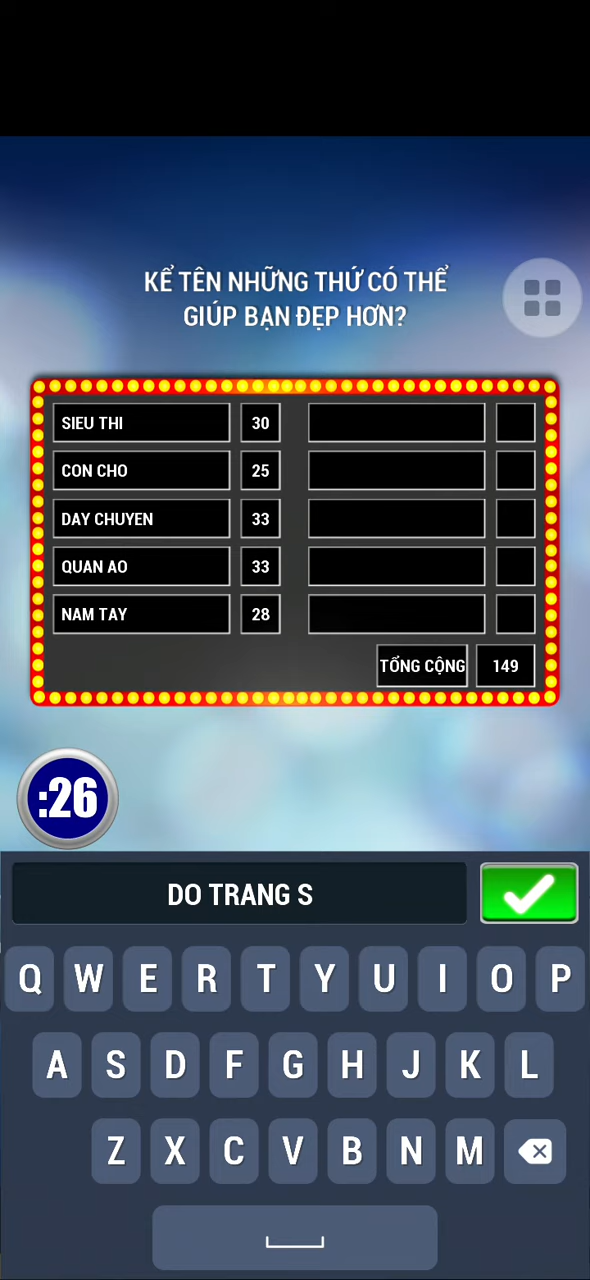 KỂ TÊN NHỮNG THỨ CÓ THỂ
GIÚP BẠN ĐẸP HƠN?
SIEU THI 30
CON CHO 25
DAY CHUYEN 33
QUAN AO 33
NAM TAY 28
TỔNG CỘNG 149
:26
DO TRANG S
Q W E R T Y U I O P
A S D F G H J K L
Z X C V B N M